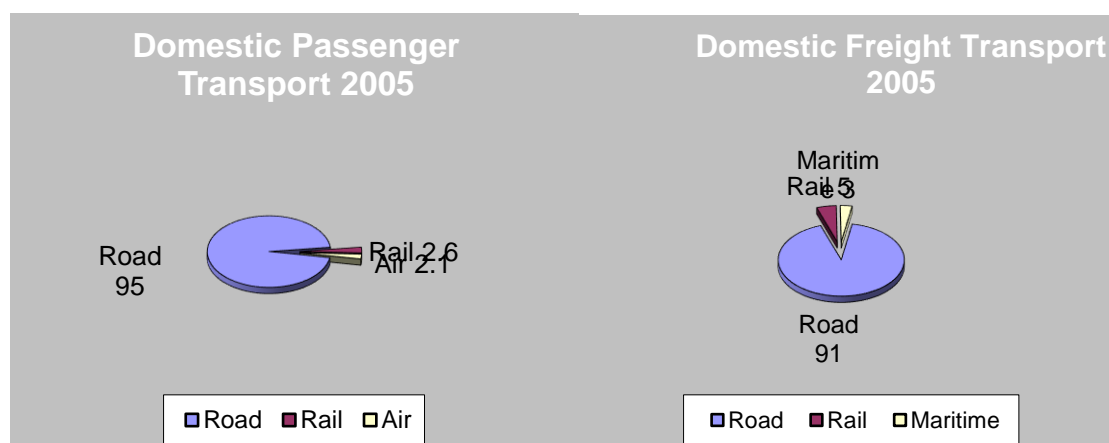 Domestic Passenger
Transport 2005
Road
95
Rail 2.6
Air 2.1
Road Rail Air
Domestic Freight Transport
2005
Maritim
e 3
Rail 5
Road
91
Road Rail Maritime